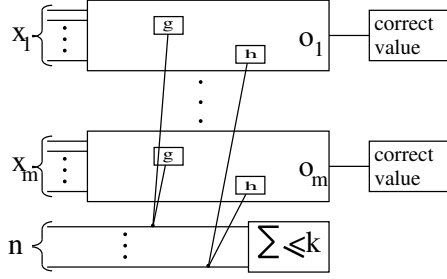 x₁ g h o₁ correct value
xₘ g h oₘ correct value
n ∑ ≤ k